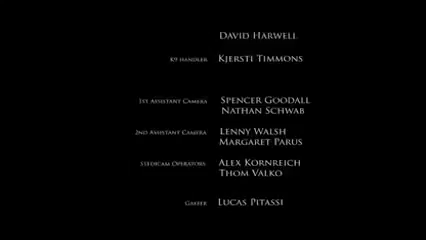 David Harwell
K9 handler Kjersti Timmons
1st Assistant Camera Spencer Goodall
Nathan Schwab
2nd Assistant Camera Lenny Walsh
Margaret Parus
Stedicam Operators Alex Kornreich
Thom Valko
Gaffer Lucas Pitassi